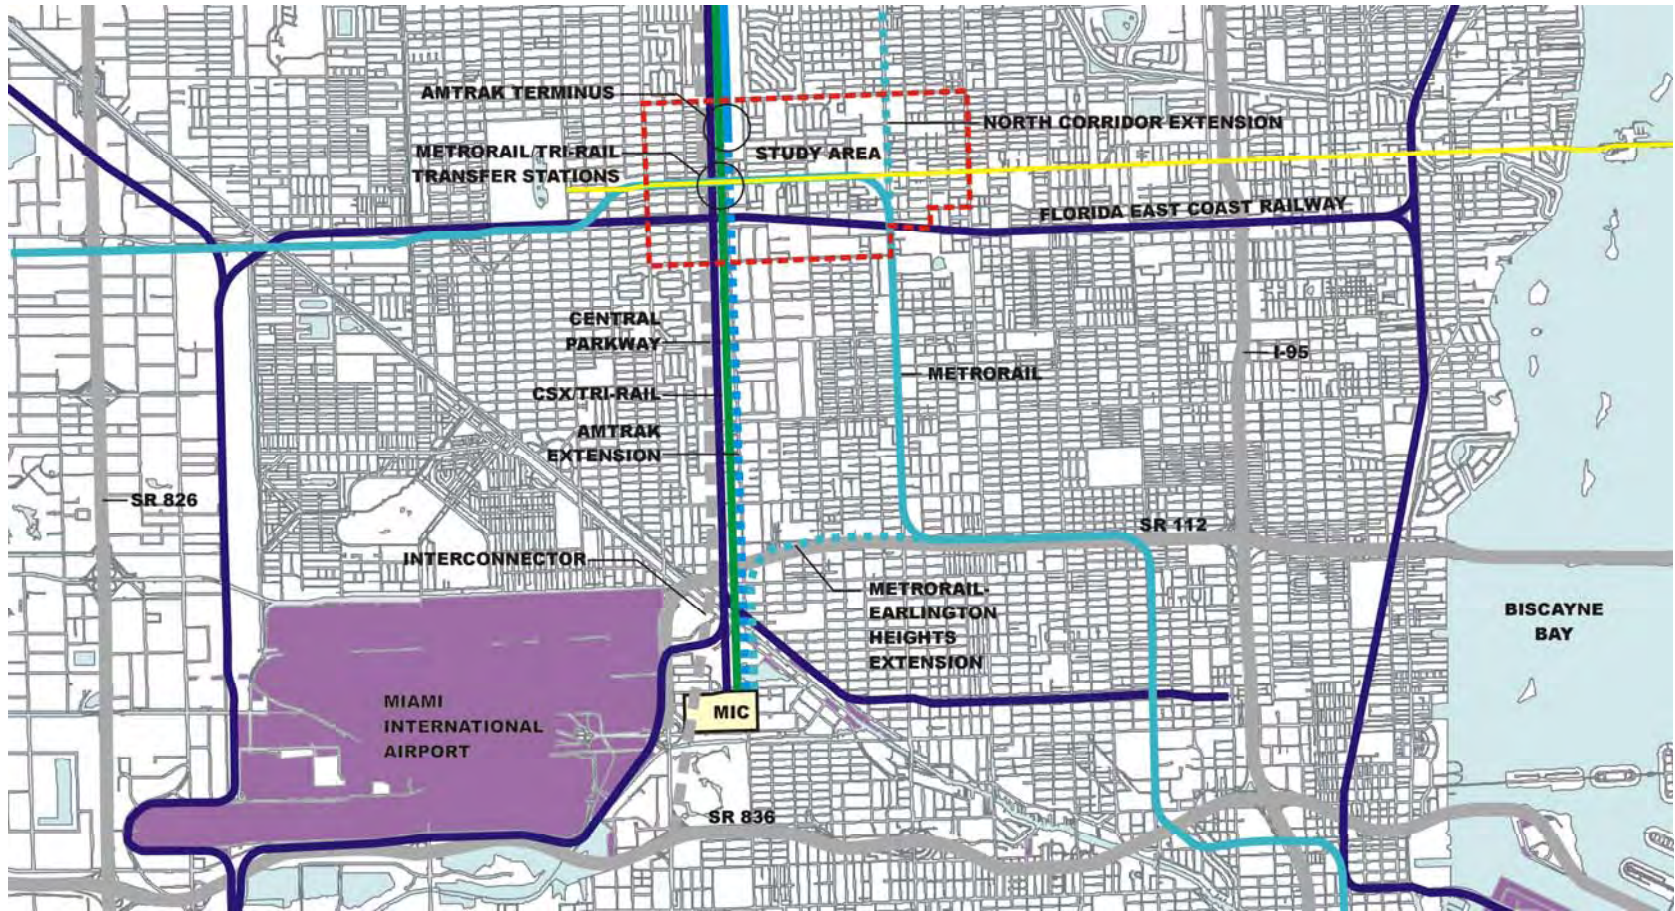 AMTRAK TERMINUS
NORTH CORRIDOR EXTENSION
METRORAIL/TRI-RAIL
TRANSFER STATIONS
STUDY AREA
FLORIDA EAST COAST RAILWAY
CENTRAL
PARKWAY
I-95
METRORAIL
CSX/TRI-RAIL
AMTRAK
EXTENSION
SR 826
SR 112
INTERCONNECTOR
METRORAIL-
EARLINGTON
HEIGHTS
EXTENSION
BISCAYNE
BAY
MIAMI
INTERNATIONAL
AIRPORT
MIC
SR 836